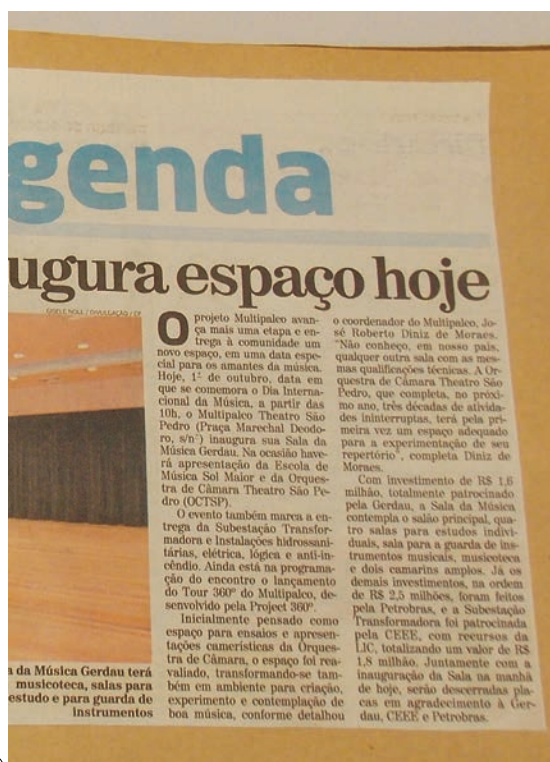 genda
ugura espaço hoje
GISELE NOLL / DIVULGAÇÃO / CP
O projeto Multipalco avan-
ça mais uma etapa e en-
trega à comunidade um
novo espaço, em uma data espe-
cial para os amantes da música.
Hoje, 1º de outubro, data em
que se comemora o Dia Interna-
cional da Música, a partir das
10h, o Multipalco Theatro São
Pedro (Praça Marechal Deodo-
ro, s/nº) inaugura sua Sala da
Música Gerdau. Na ocasião have-
rá apresentação da Escola de
Música Sol Maior e da Orques-
tra de Câmara Theatro São Pe-
dro (OCTSP).
O evento também marca a en-
trega da Subestação Transfor-
madora e Instalações hidrossani-
tárias, elétrica, lógica e anti-in-
cêndio. Ainda está na programa-
ção do encontro o lançamento
do Tour 360º do Multipalco, de-
senvolvido pela Project 360º.
Inicialmente pensado como
espaço para ensaios e apresen-
tações camerísticas da Orques-
tra de Câmara, o espaço foi rea-
valiado, transformando-se tam-
bém em ambiente para criação,
experimento e contemplação de
boa música, conforme detalhou
o coordenador do Multipalco, Jo-
sé Roberto Diniz de Moraes.
"Não conheço, em nosso país,
qualquer outra sala com as mes-
mas qualificações técnicas. A Or-
questra de Câmara Theatro São
Pedro, que completa, no próxi-
mo ano, três décadas de ativida-
des ininterruptas, terá pela pri-
meira vez um espaço adequado
para a experimentação de seu
repertório", completa Diniz de
Moraes.
Com investimento de R$ 1,6
milhão, totalmente patrocinado
pela Gerdau, a Sala da Música
contempla o salão principal, qua-
tro salas para estudos indivi-
duais, sala para a guarda de ins-
trumentos musicais, musicoteca
e dois camarins amplos. Já os
demais investimentos, na ordem
de R$ 2,5 milhões, foram feitos
pela Petrobras, e a Subestação
Transformadora foi patrocinada
pela CEEE, com recursos da
LIC, totalizando um valor de R$
1,8 milhão. Juntamente com a
inauguração da Sala na manhã
de hoje, serão descerradas pla-
cas em agradecimento à Ger-
dau, CEEE e Petrobras.
a da Música Gerdau terá
musicoteca, salas para
estudo e para guarda de
instrumentos